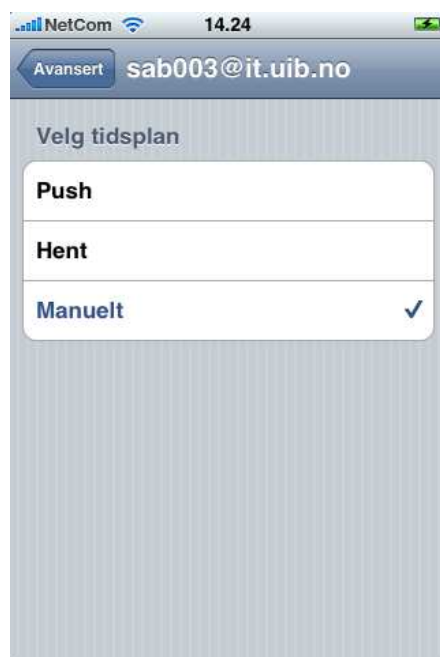 NetCom 14.24
Avansert sab003@it.uib.no
Velg tidsplan
Push
Hent
Manuelt